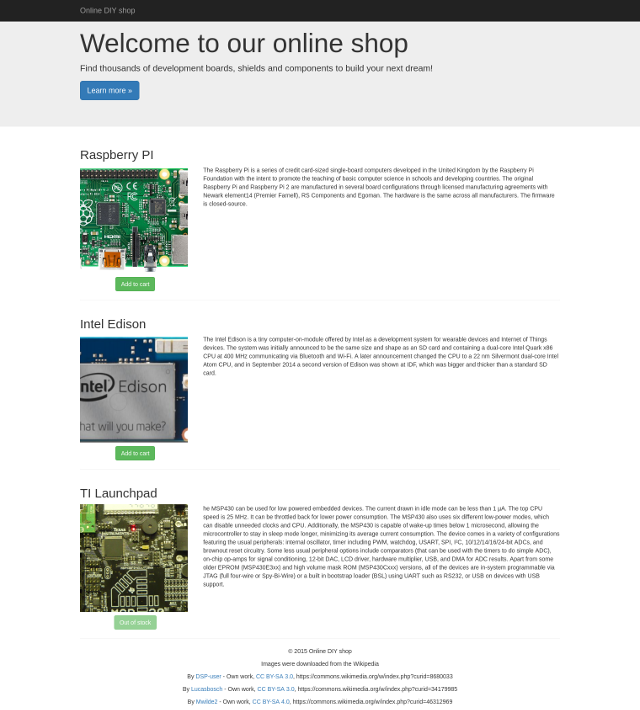 Online DIY shop
Welcome to our online shop
Find thousands of development boards, shields and components to build your next dream!
Learn more »
Raspberry PI
The Raspberry Pi is a series of credit card-sized single-board computers developed in the United Kingdom by the Raspberry Pi
Foundation with the intent to promote the teaching of basic computer science in schools and developing countries. The original
Raspberry Pi and Raspberry Pi 2 are manufactured in several board configurations through licensed manufacturing agreements with
Newark element14 (Premier Farnell), RS Components and Egoman. The hardware is the same across all manufacturers. The firmware
is closed-source.
Add to cart
Intel Edison
The Intel Edison is a tiny computer-on-module offered by Intel as a development system for wearable devices and Internet of Things
devices. The system was initially announced to be the same size and shape as an SD card and containing a dual-core Intel Quark x86
CPU at 400 MHz communicating via Bluetooth and Wi-Fi. A later announcement changed the CPU to a 22 nm Silvermont dual-core Intel
Atom CPU, and in September 2014 a second version of Edison was shown at IDF, which was bigger and thicker than a standard SD
card.
ntel Edison
hat will you make?
Add to cart
TI Launchpad
he MSP430 can be used for low powered embedded devices. The current drawn in idle mode can be less than 1 µA. The top CPU
speed is 25 MHz. It can be throttled back for lower power consumption. The MSP430 also uses six different low-power modes, which
can disable unneeded clocks and CPU. Additionally, the MSP430 is capable of wake-up times below 1 microsecond, allowing the
microcontroller to stay in sleep mode longer, minimizing its average current consumption. The device comes in a variety of configurations
featuring the usual peripherals: internal oscillator, timer including PWM, watchdog, USART, SPI, I²C, 10/12/14/16/24-bit ADCs, and
brownout reset circuitry. Some less usual peripheral options include comparators (that can be used with the timers to do simple ADC),
on-chip op-amps for signal conditioning, 12-bit DAC, LCD driver, hardware multiplier, USB, and DMA for ADC results. Apart from some
older EPROM (MSP430E3xx) and high volume mask ROM (MSP430Cxxx) versions, all of the devices are in-system programmable via
JTAG (full four-wire or Spy-Bi-Wire) or a built in bootstrap loader (BSL) using UART such as RS232, or USB on devices with USB
support.
Out of stock
© 2015 Online DIY shop
Images were downloaded from the Wikipedia
By DSP-user - Own work, CC BY-SA 3.0, https://commons.wikimedia.org/w/index.php?curid=8690033
By Lucasbosch - Own work, CC BY-SA 3.0, https://commons.wikimedia.org/w/index.php?curid=34179985
By Mwilde2 - Own work, CC BY-SA 4.0, https://commons.wikimedia.org/w/index.php?curid=46312969